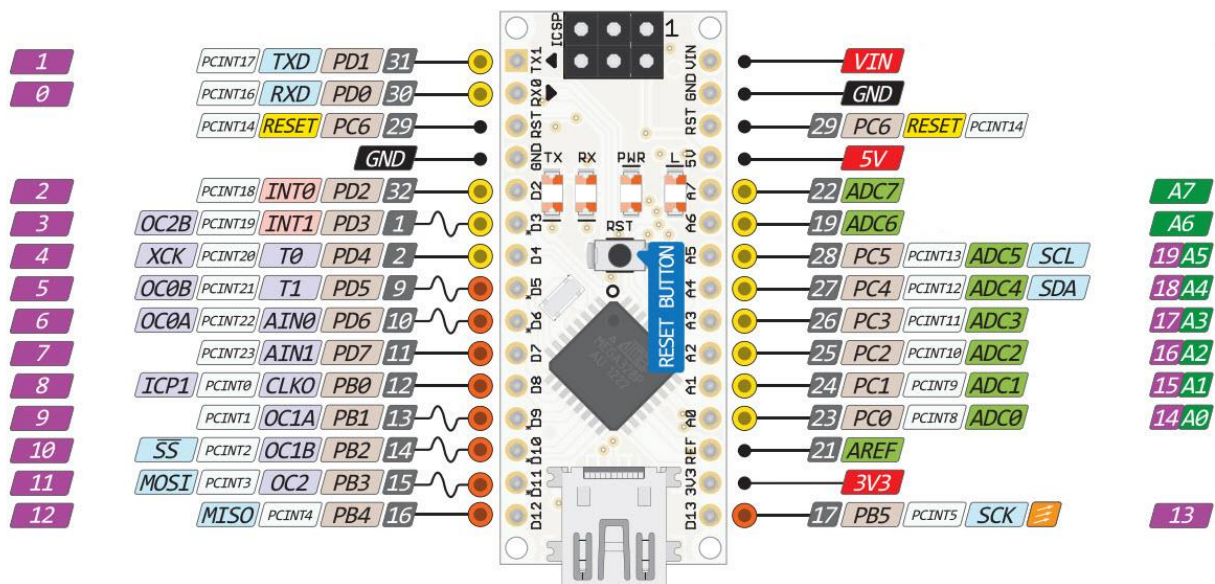 ICSP 1
1 PCINT17 TXD PD1 31 TX1 VIN VIN
0 PCINT16 RXD PD0 30 RX0 GND GND
PCINT14 RESET PC6 29 RST RST 29 PC6 RESET PCINT14
GND GND 5V 5V
TX RX PWR L
2 PCINT18 INT0 PD2 32 D2 A7 22 ADC7 A7
3 OC2B PCINT19 INT1 PD3 1 *D3 A6 19 ADC6 A6
RST
4 XCK PCINT20 T0 PD4 2 D4 A5 28 PC5 PCINT13 ADC5 SCL 19 A5
5 OC0B PCINT21 T1 PD5 9 *D5 A4 27 PC4 PCINT12 ADC4 SDA 18 A4
RESET BUTTON
6 OC0A PCINT22 AIN0 PD6 10 *D6 A3 26 PC3 PCINT11 ADC3 17 A3
7 PCINT23 AIN1 PD7 11 D7 A2 25 PC2 PCINT10 ADC2 16 A2
8 ICP1 PCINT0 CLKO PB0 12 D8 A1 24 PC1 PCINT9 ADC1 15 A1
9 PCINT1 OC1A PB1 13 *D9 A0 23 PC0 PCINT8 ADC0 14 A0
10 SS PCINT2 OC1B PB2 14 *D10 REF 21 AREF
11 MOSI PCINT3 OC2 PB3 15 *D11 3V3 3V3
12 MISO PCINT4 PB4 16 D12 D13 17 PB5 PCINT5 SCK 13